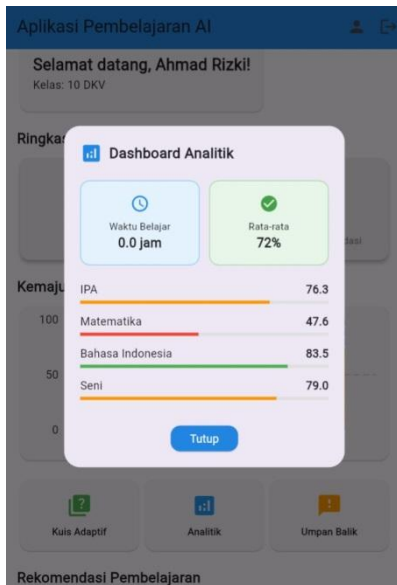 Aplikasi Pembelajaran AI
Selamat datang, Ahmad Rizki!
Kelas: 10 DKV
Dashboard Analitik
Waktu Belajar
0.0 jam
Rata-rata
72%
IPA 76.3
Matematika 47.6
Bahasa Indonesia 83.5
Seni 79.0
100
50
0
Tutup
Kuis Adaptif
Analitik
Umpan Balik
Rekomendasi Pembelajaran